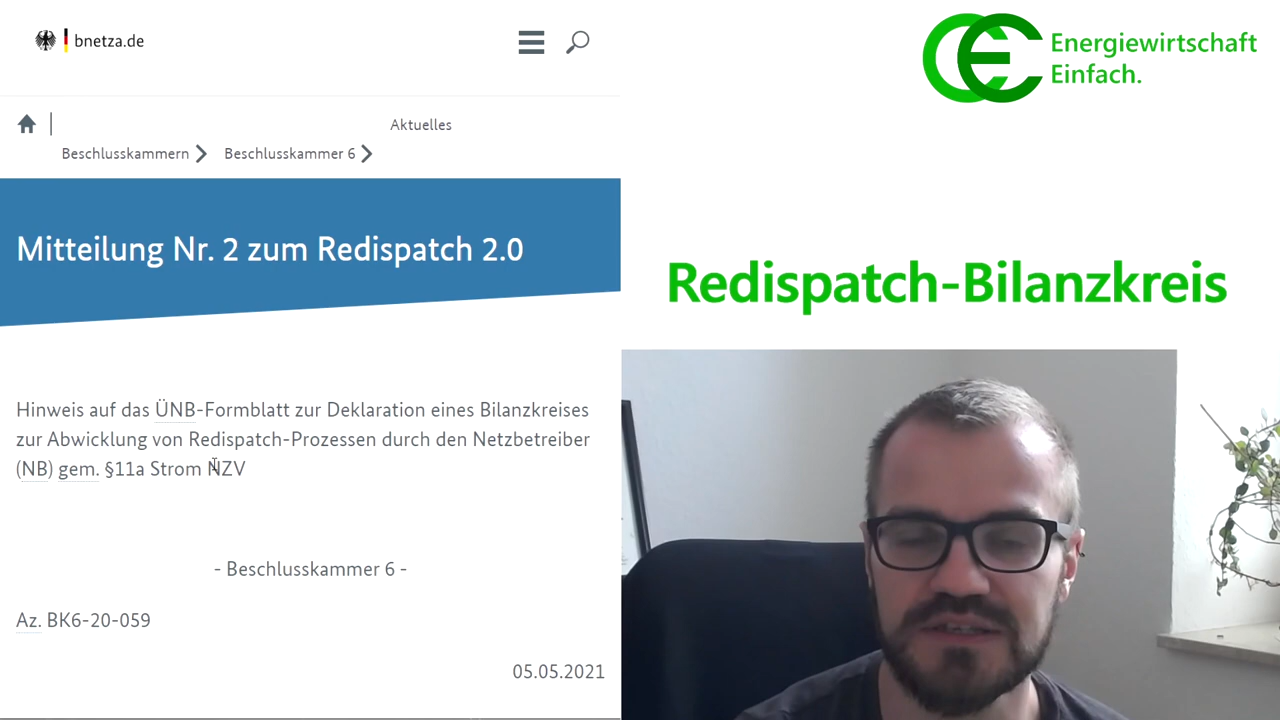 bnetza.de
Aktuelles
Beschlusskammern
Beschlusskammer 6
Mitteilung Nr. 2 zum Redispatch 2.0
Hinweis auf das ÜNB-Formblatt zur Deklaration eines Bilanzkreises
zur Abwicklung von Redispatch-Prozessen durch den Netzbetreiber
(NB) gem. §11a Strom NZV
- Beschlusskammer 6 -
Az. BK6-20-059
05.05.2021
Energiewirtschaft
Einfach.
Redispatch-Bilanzkreis